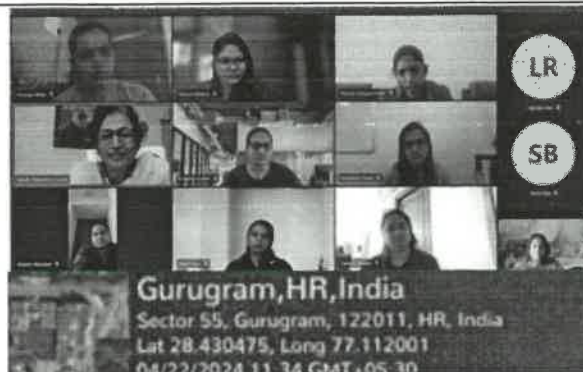 LR
SB
Gurugram,HR,India
Sector 55, Gurugram, 122011, HR, India
Lat 28.430475, Long 77.112001
04/22/2024 11:34 GMT+05:30